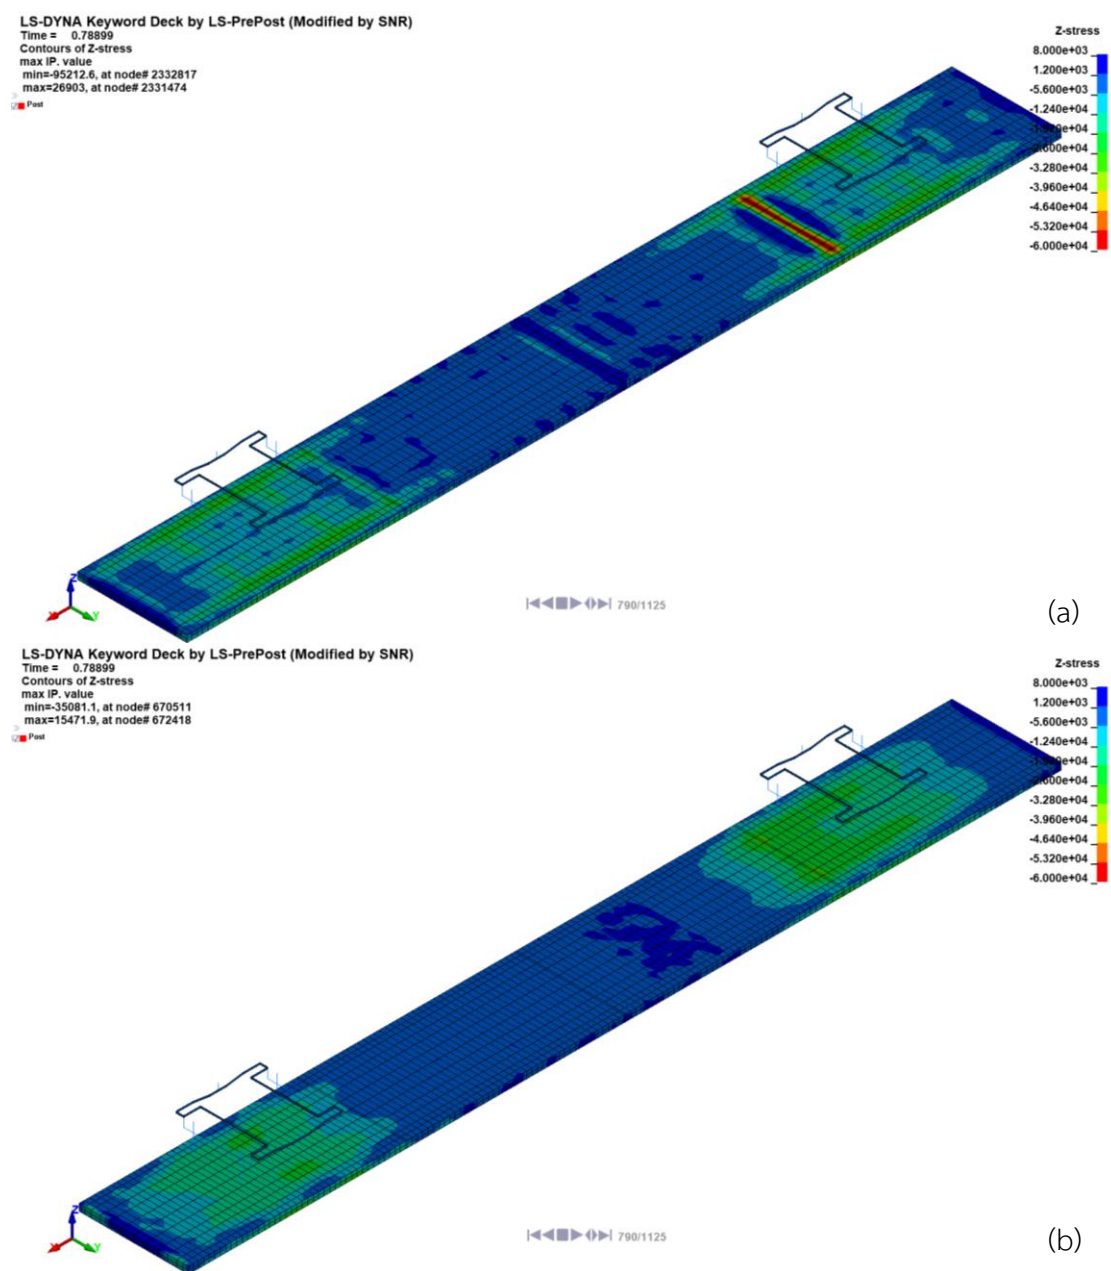 LS-DYNA Keyword Deck by LS-PrePost (Modified by SNR)
Time = 0.78899
Contours of Z-stress
max IP. value
min=-95212.6, at node# 2332817
max=26903, at node# 2331474
Post
Z-stress
8.000e+03
1.200e+03
-5.600e+03
-1.240e+04
-3.280e+04
-3.960e+04
-4.640e+04
-5.320e+04
-6.000e+04
Z
X
Y
790/1125
(a)
LS-DYNA Keyword Deck by LS-PrePost (Modified by SNR)
Time = 0.78899
Contours of Z-stress
max IP. value
min=-35081.1, at node# 670511
max=15471.9, at node# 672418
Post
Z-stress
8.000e+03
1.200e+03
-5.600e+03
-1.240e+04
-3.280e+04
-3.960e+04
-4.640e+04
-5.320e+04
-6.000e+04
Z
X
Y
790/1125
(b)